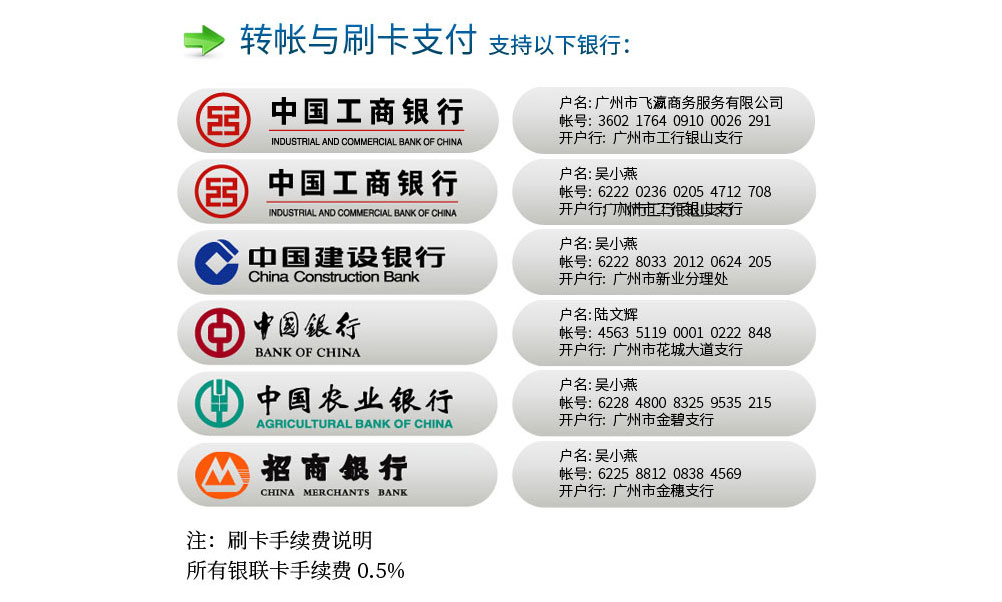 转帐与刷卡支付 支持以下银行：
中国工商银行
INDUSTRIAL AND COMMERCIAL BANK OF CHINA
户名: 广州市飞瀛商务服务有限公司
帐号: 3602 1764 0910 0026 291
开户行: 广州市工行银山支行
中国工商银行
INDUSTRIAL AND COMMERCIAL BANK OF CHINA
户名: 吴小燕
帐号: 6222 0236 0205 4712 708
开户行: 广州市工行银山支行
中国建设银行
China Construction Bank
户名: 吴小燕
帐号: 6222 8033 2012 0624 205
开户行: 广州市新业分理处
中国银行
BANK OF CHINA
户名: 陆文辉
帐号: 4563 5119 0001 0222 848
开户行: 广州市花城大道支行
中国农业银行
AGRICULTURAL BANK OF CHINA
户名: 吴小燕
帐号: 6228 4800 8325 9535 215
开户行: 广州市金碧支行
招商銀行
CHINA MERCHANTS BANK
户名: 吴小燕
帐号: 6225 8812 0838 4569
开户行: 广州市金穗支行
注：刷卡手续费说明
所有银联卡手续费 0.5%